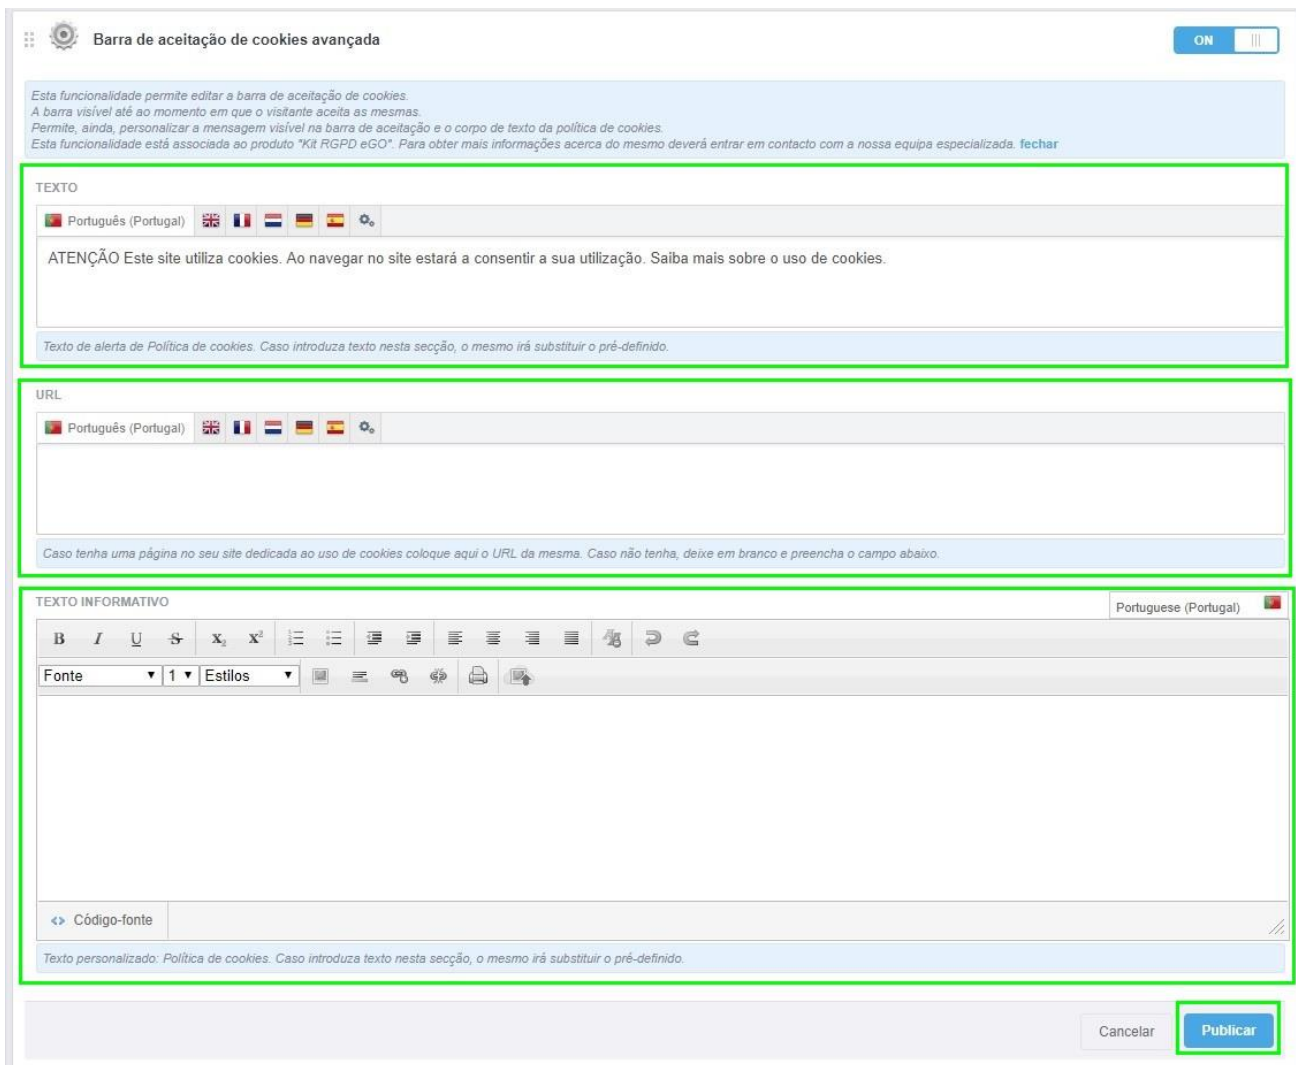 Barra de aceitação de cookies avançada
ON
Esta funcionalidade permite editar a barra de aceitação de cookies.
A barra visível até ao momento em que o visitante aceita as mesmas.
Permite, ainda, personalizar a mensagem visível na barra de aceitação e o corpo de texto da política de cookies.
Esta funcionalidade está associada ao produto "Kit RGPD eGO". Para obter mais informações acerca do mesmo deverá entrar em contacto com a nossa equipa especializada. fechar
TEXTO
Português (Portugal)
ATENÇÃO Este site utiliza cookies. Ao navegar no site estará a consentir a sua utilização. Saiba mais sobre o uso de cookies.
Texto de alerta de Política de cookies. Caso introduza texto nesta secção, o mesmo irá substituir o pré-definido.
URL
Português (Portugal)
Caso tenha uma página no seu site dedicada ao uso de cookies coloque aqui o URL da mesma. Caso não tenha, deixe em branco e preencha o campo abaixo.
TEXTO INFORMATIVO
Portuguese (Portugal)
B I U S X₂ X²
Fonte 1 Estilos
Código-fonte
Texto personalizado: Política de cookies. Caso introduza texto nesta secção, o mesmo irá substituir o pré-definido.
Cancelar Publicar